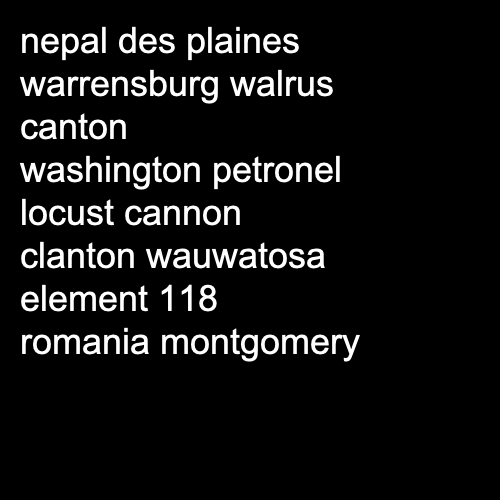 nepal des plaines
warrensburg walrus
canton
washington petronel
locust cannon
clanton wauwatosa
element 118
romania montgomery